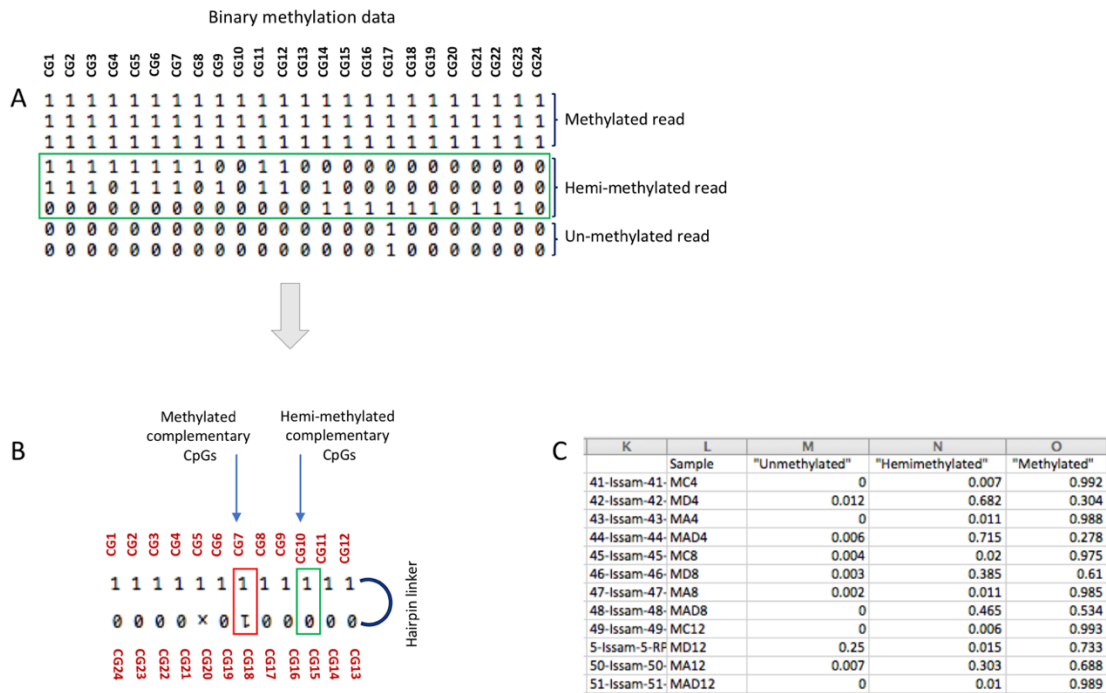 Binary methylation data
CG1 CG2 CG3 CG4 CG5 CG6 CG7 CG8 CG9 CG10 CG11 CG12 CG13 CG14 CG15 CG16 CG17 CG18 CG19 CG20 CG21 CG22 CG23 CG24
A
1 1 1 1 1 1 1 1 1 1 1 1 1 1 1 1 1 1 1 1 1 1 1 1
1 1 1 1 1 1 1 1 1 1 1 1 1 1 1 1 1 1 1 1 1 1 1 1
Methylated read
1 1 1 1 1 1 1 1 1 1 1 1 1 1 1 1 1 1 1 1 1 1 1 1
1 1 1 1 1 1 1 1 0 0 1 1 0 0 0 0 0 0 0 0 0 0 0 0
1 1 1 0 1 1 1 0 1 0 1 1 0 1 0 0 0 0 0 0 0 0 0 0
Hemi-methylated read
0 0 0 0 0 0 0 0 0 0 0 0 0 1 1 1 1 1 1 0 1 1 1 0
0 0 0 0 0 0 0 0 0 0 0 0 0 0 0 0 1 0 0 0 0 0 0 0
Un-methylated read
0 0 0 0 0 0 0 0 0 0 0 0 0 0 0 0 1 0 0 0 0 0 0 0
Methylated
complementary
CpGs
Hemi-methylated
complementary
CpGs
B
CG1 CG2 CG3 CG4 CG5 CG6 CG7 CG8 CG9 CG10 CG11 CG12
1 1 1 1 1 1 1 1 1 1 1 1
0 0 0 0 x 0 1 0 0 0 0 0
CG24 CG23 CG22 CG21 CG20 CG19 CG18 CG17 CG16 CG15 CG14 CG13
Hairpin linker
C
K L M N O
Sample "Unmethylated" "Hemimethylated" "Methylated"
41-Issam-41- MC4 0 0.007 0.992
42-Issam-42- MD4 0.012 0.682 0.304
43-Issam-43- MA4 0 0.011 0.988
44-Issam-44- MAD4 0.006 0.715 0.278
45-Issam-45- MC8 0.004 0.02 0.975
46-Issam-46- MD8 0.003 0.385 0.61
47-Issam-47- MA8 0.002 0.011 0.985
48-Issam-48- MAD8 0 0.465 0.534
49-Issam-49- MC12 0 0.006 0.993
5-Issam-5-RP MD12 0.25 0.015 0.733
50-Issam-50- MA12 0.007 0.303 0.688
51-Issam-51- MAD12 0 0.01 0.989